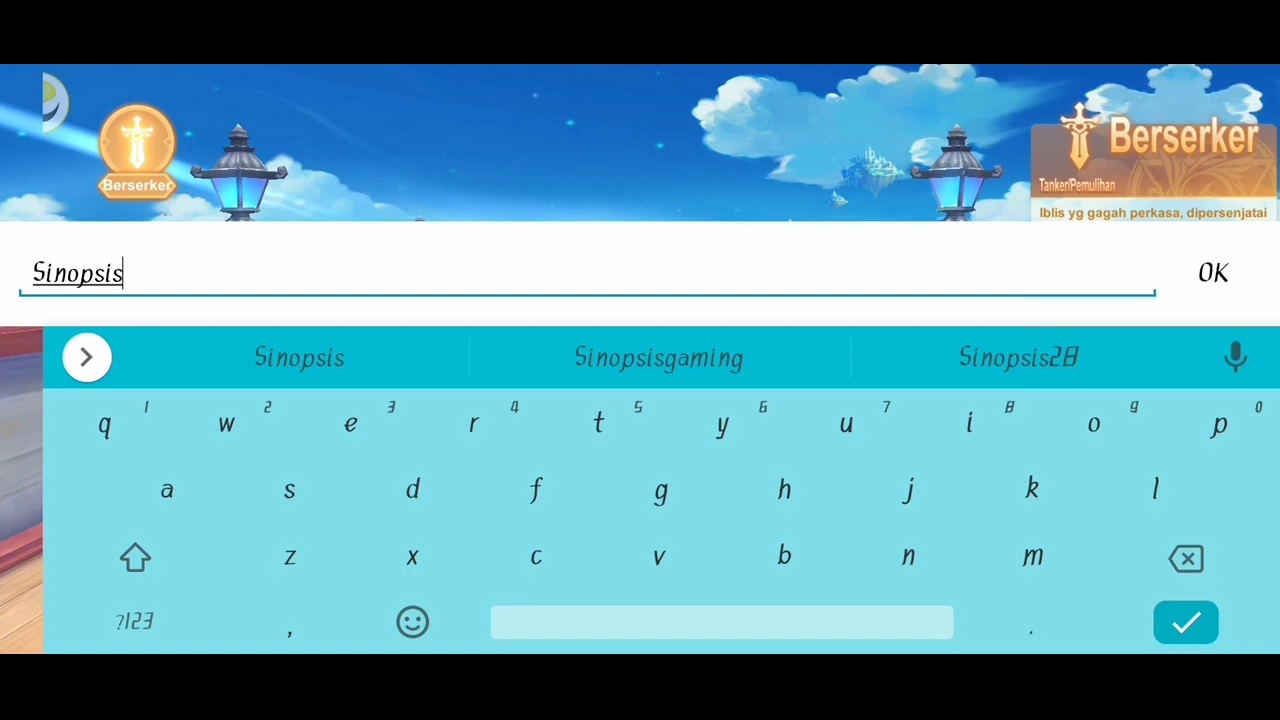 Berserker
Berserker
Tanker/Pemulihan
Iblis yg gagah perkasa, dipersenjatai
Sinopsis
OK
Sinopsis Sinopsisgaming Sinopsis28
1 2 3 4 5 6 7 8 9 0
q w e r t y u i o p
a s d f g h j k l
z x c v b n m
?123 , .